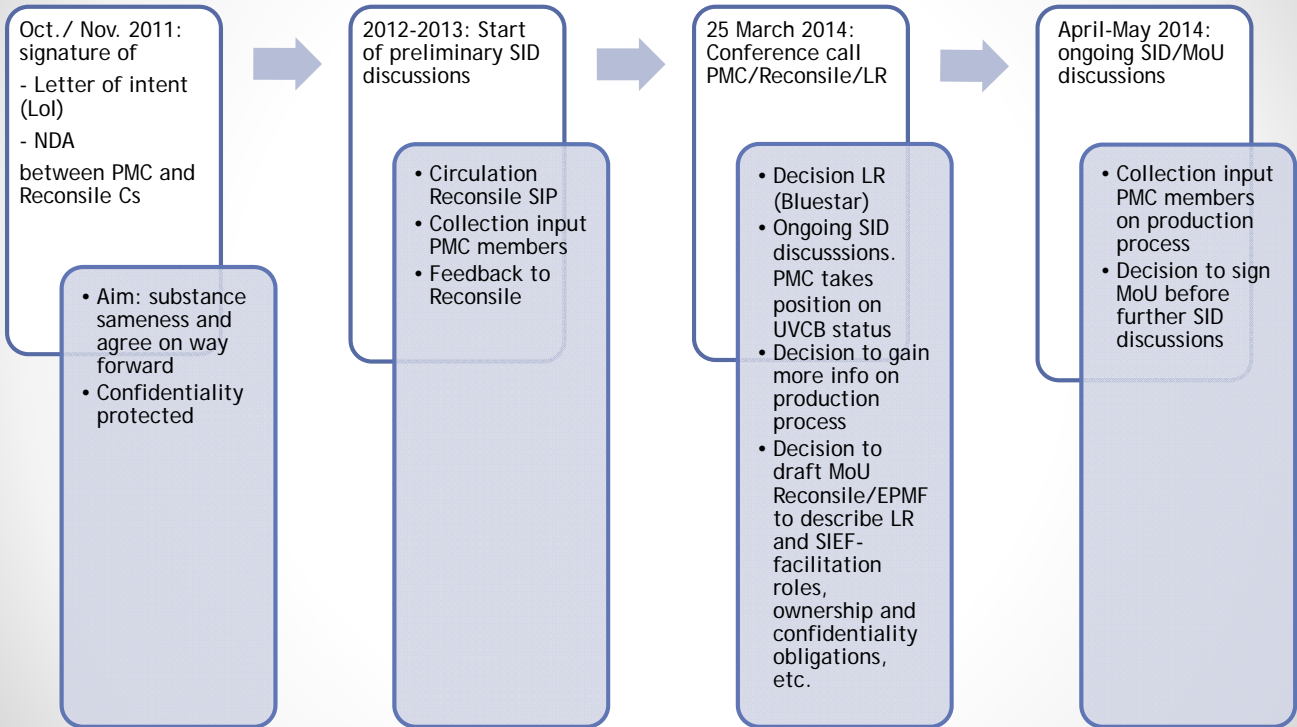 Oct./ Nov. 2011:
signature of
- Letter of intent
(LoI)
- NDA
between PMC and
Reconsile Cs
• Aim: substance
sameness and
agree on way
forward
• Confidentiality
protected
2012-2013: Start
of preliminary SID
discussions
• Circulation
Reconsile SIP
• Collection input
PMC members
• Feedback to
Reconsile
25 March 2014:
Conference call
PMC/Reconsile/LR
• Decision LR
(Bluestar)
• Ongoing SID
discusssions.
PMC takes
position on
UVCB status
• Decision to gain
more info on
production
process
• Decision to
draft MoU
Reconsile/EPMF
to describe LR
and SIEF-
facilitation
roles,
ownership and
confidentiality
obligations,
etc.
April-May 2014:
ongoing SID/MoU
discussions
• Collection input
PMC members
on production
process
• Decision to sign
MoU before
further SID
discussions